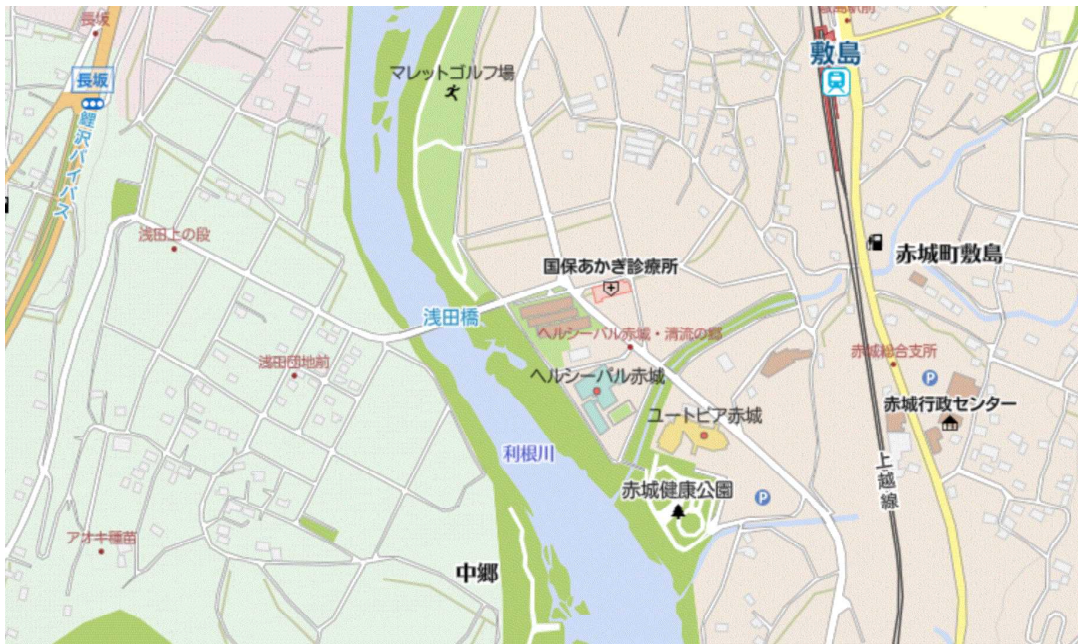 長坂
敷島駅前
敷島
マレットゴルフ場
長坂
鯉沢バイパス
浅田上の段
赤城町敷島
国保あかぎ診療所
浅田橋
ヘルシーパル赤城・清流の郷
赤城総合支所
浅田団地前
ヘルシーパル赤城
P
赤城行政センター
ユートピア赤城
利根川
上越線
赤城健康公園
P
アオキ種苗
中郷